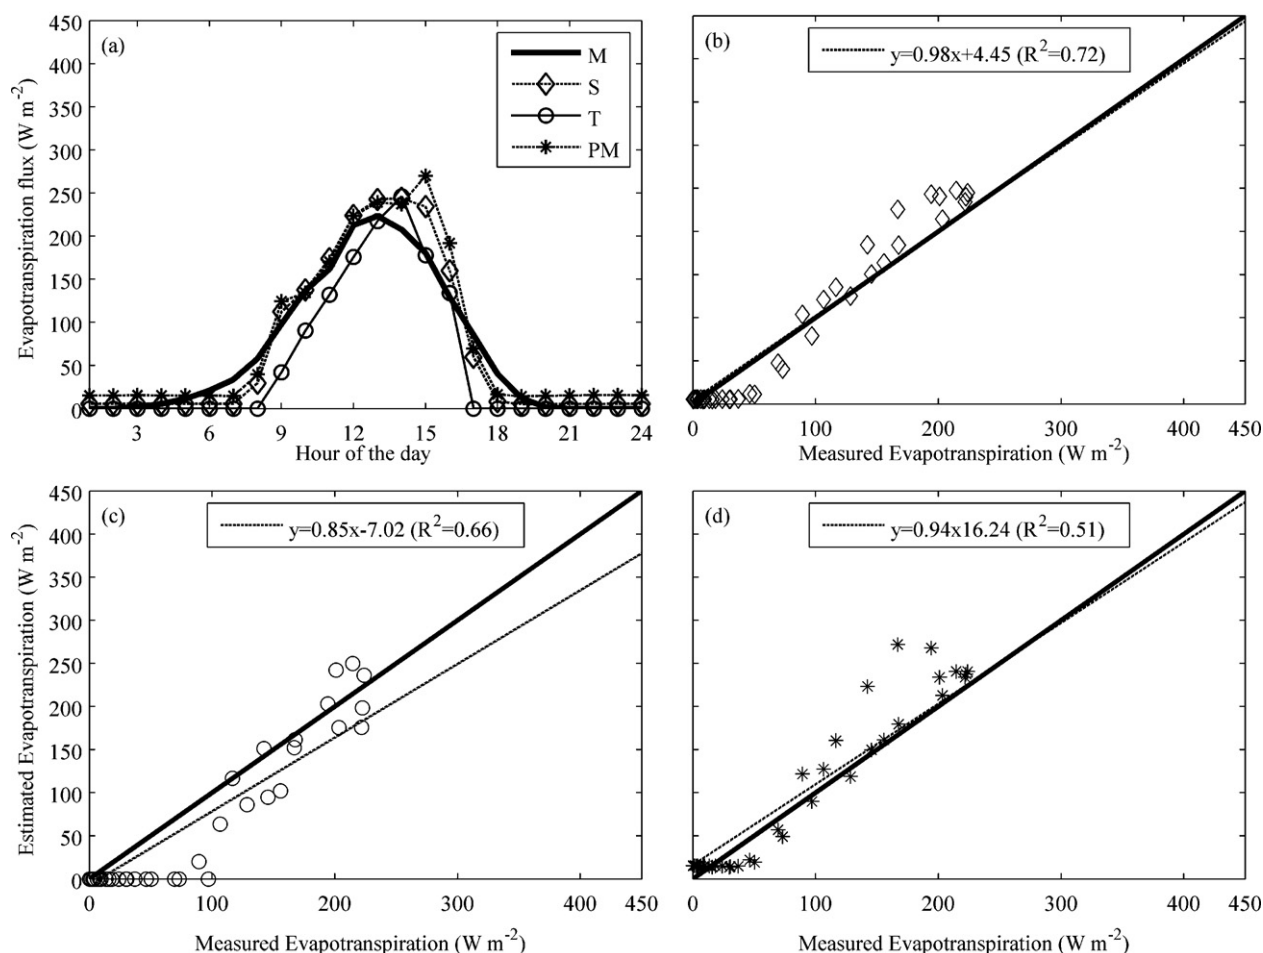 (a)
M
S
T
PM
Evapotranspiration flux (W m-2)
450
400
350
300
250
200
150
100
50
0
3 6 9 12 15 18 21 24
Hour of the day
(b)
y=0.98x+4.45 (R2=0.72)
0 100 200 300 400 450
Measured Evapotranspiration (W m-2)
(c)
y=0.85x-7.02 (R2=0.66)
Estimated Evapotranspiration (W m-2)
450
400
350
300
250
200
150
100
50
0
0 100 200 300 400 450
Measured Evapotranspiration (W m-2)
(d)
y=0.94x16.24 (R2=0.51)
0 100 200 300 400 450
Measured Evapotranspiration (W m-2)